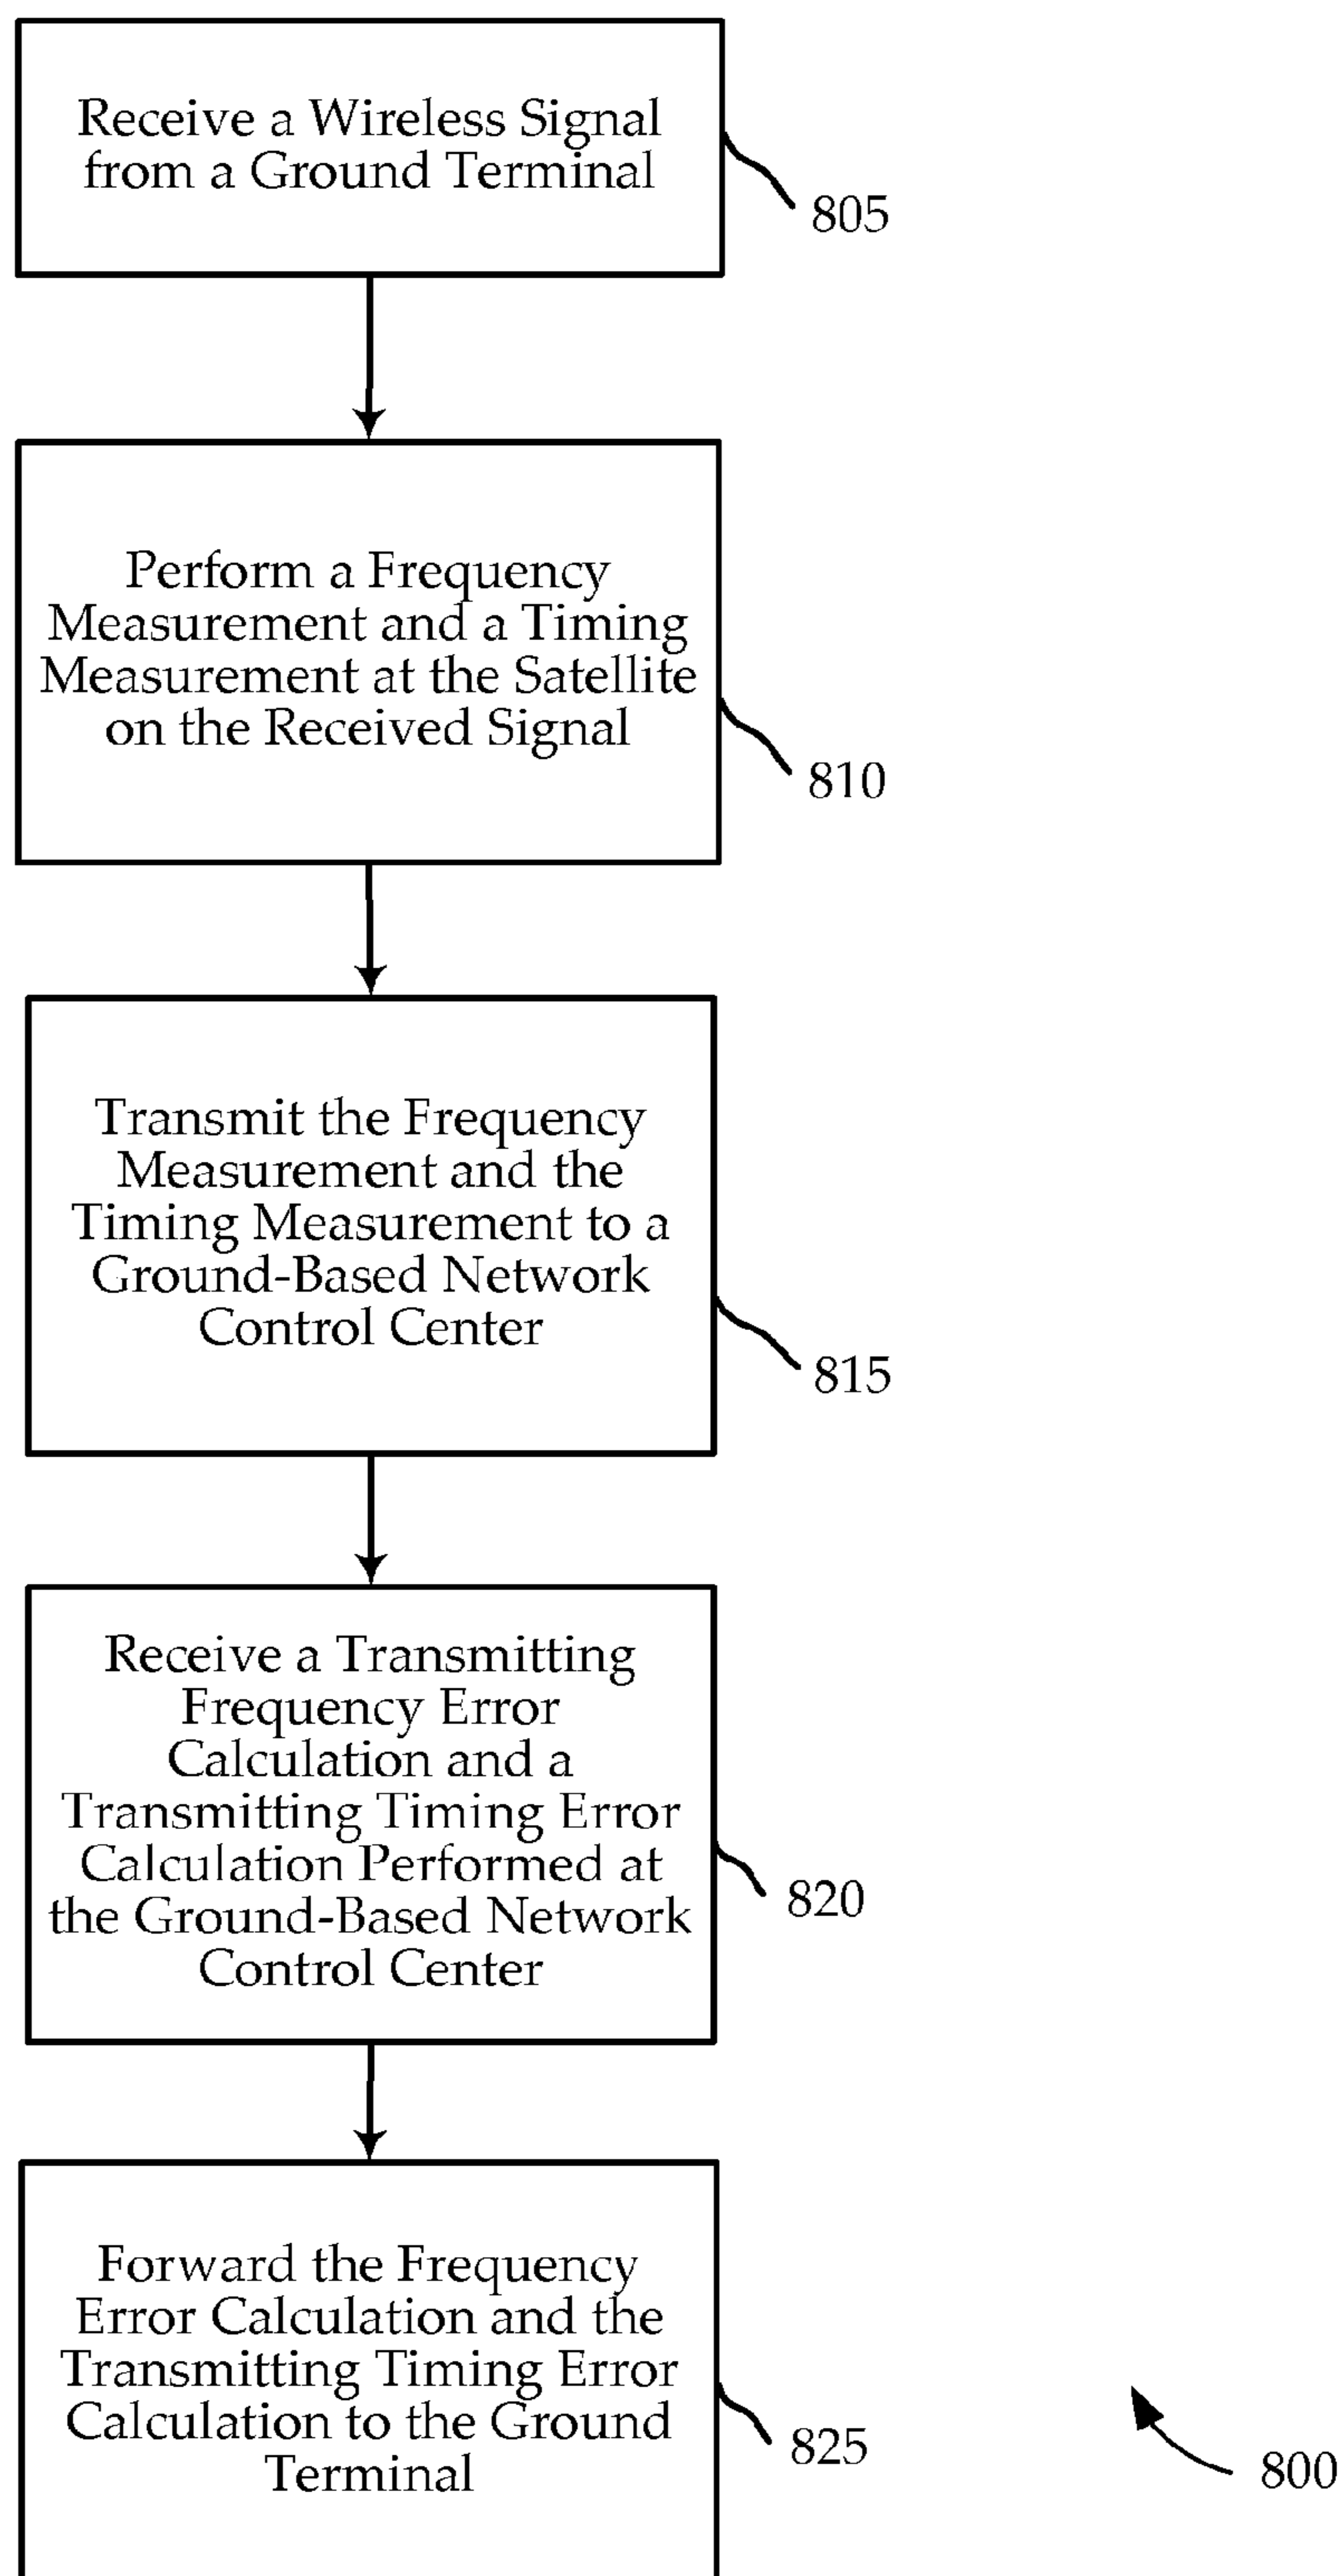 Receive a Wireless Signal
from a Ground Terminal
805
Perform a Frequency
Measurement and a Timing
Measurement at the Satellite
on the Received Signal
810
Transmit the Frequency
Measurement and the
Timing Measurement to a
Ground-Based Network
Control Center
815
Receive a Transmitting
Frequency Error
Calculation and a
Transmitting Timing Error
Calculation Performed at
the Ground-Based Network
Control Center
820
Forward the Frequency
Error Calculation and the
Transmitting Timing Error
Calculation to the Ground
Terminal
825
800